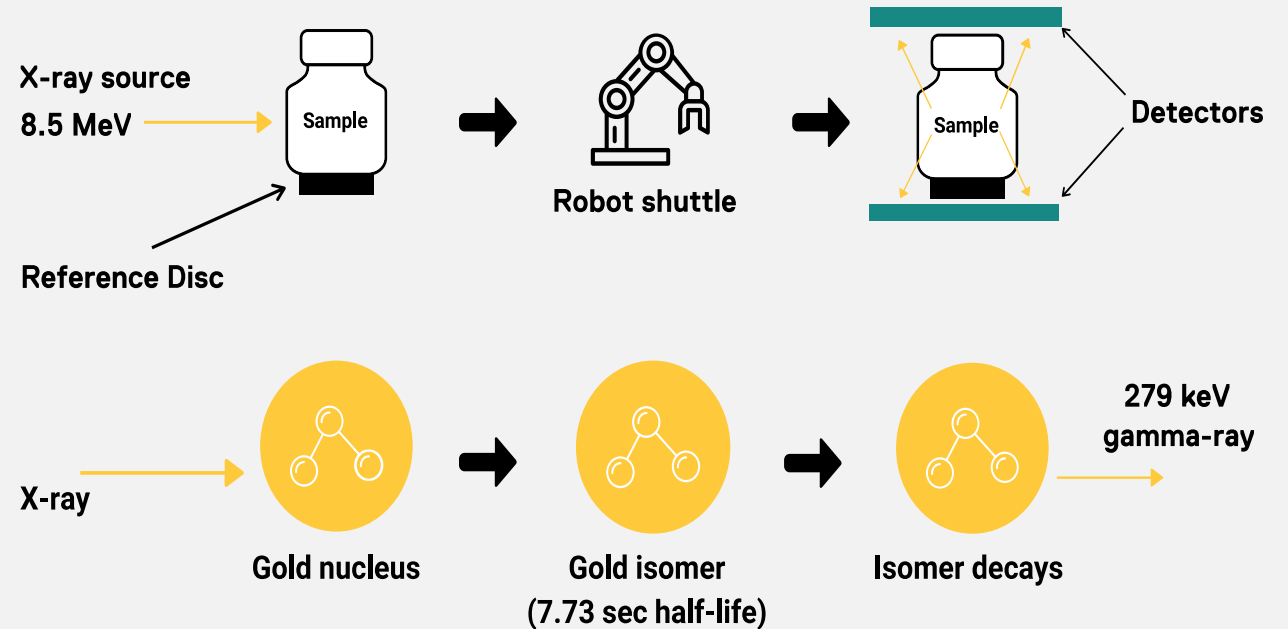 X-ray source
8.5 MeV
Sample
Reference Disc
Robot shuttle
Sample
Detectors
X-ray
Gold nucleus
Gold isomer
(7.73 sec half-life)
Isomer decays
279 keV
gamma-ray